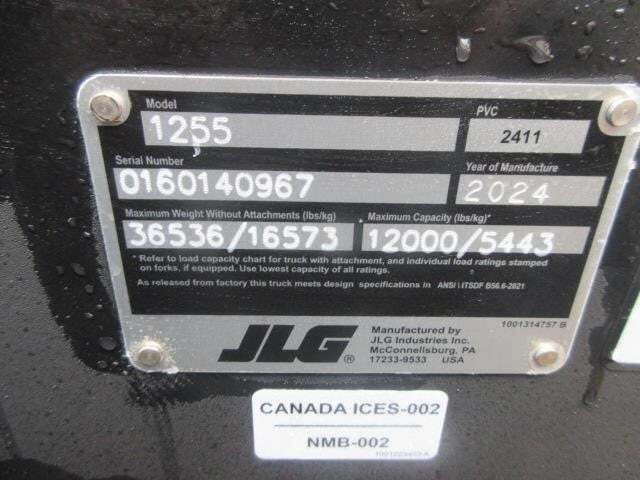 Model PVC
1255 2411
Serial Number Year of Manufacture
0160140967 2024
Maximum Weight Without Attachments (lbs/kg) Maximum Capacity (lbs/kg)*
36536/16573 12000/5443
* Refer to load capacity chart for truck with attachment, and individual load ratings stamped
on forks, if equipped. Use lowest capacity of all ratings.
As released from factory this truck meets design specifications in ANSI \ ITSDF B56.6-2021
JLG®
Manufactured by 1001314757 B
JLG Industries Inc.
McConnellsburg, PA
17233-9533 USA
CANADA ICES-002
NMB-002